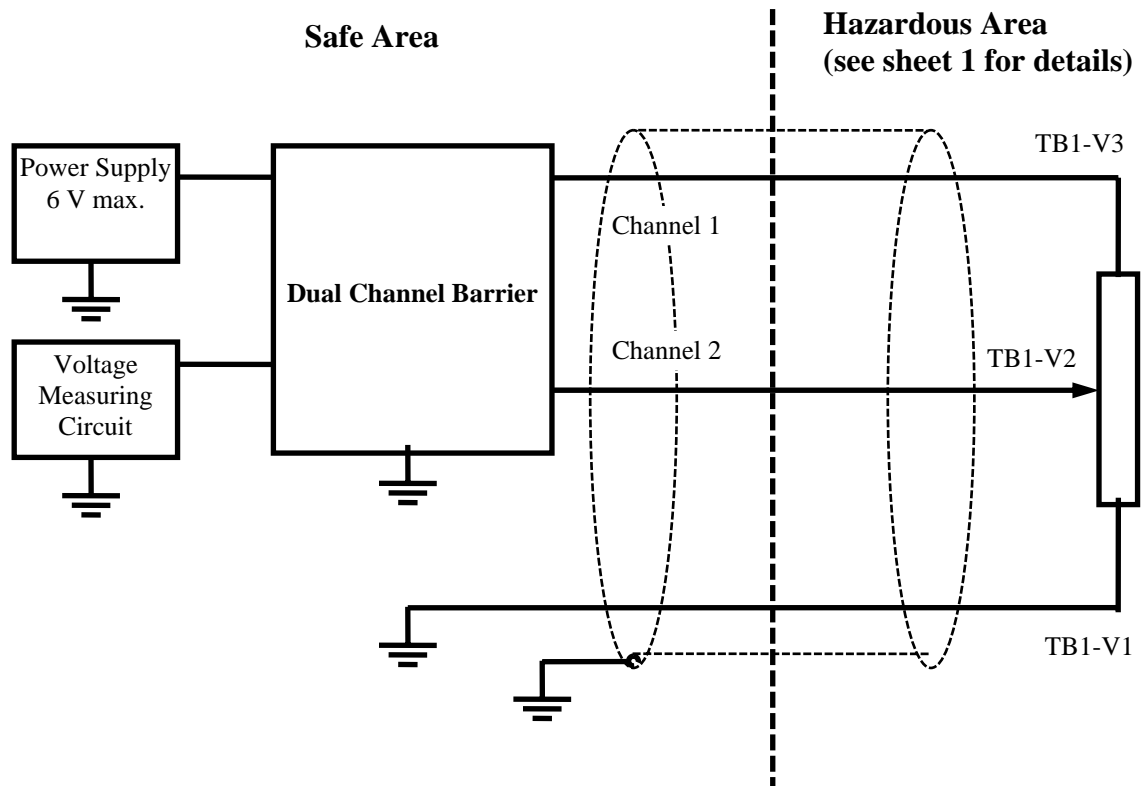 Safe Area
Hazardous Area
(see sheet 1 for details)
Power Supply
6 V max.
Dual Channel Barrier
Voltage
Measuring
Circuit
Channel 1
Channel 2
TB1-V3
TB1-V2
TB1-V1